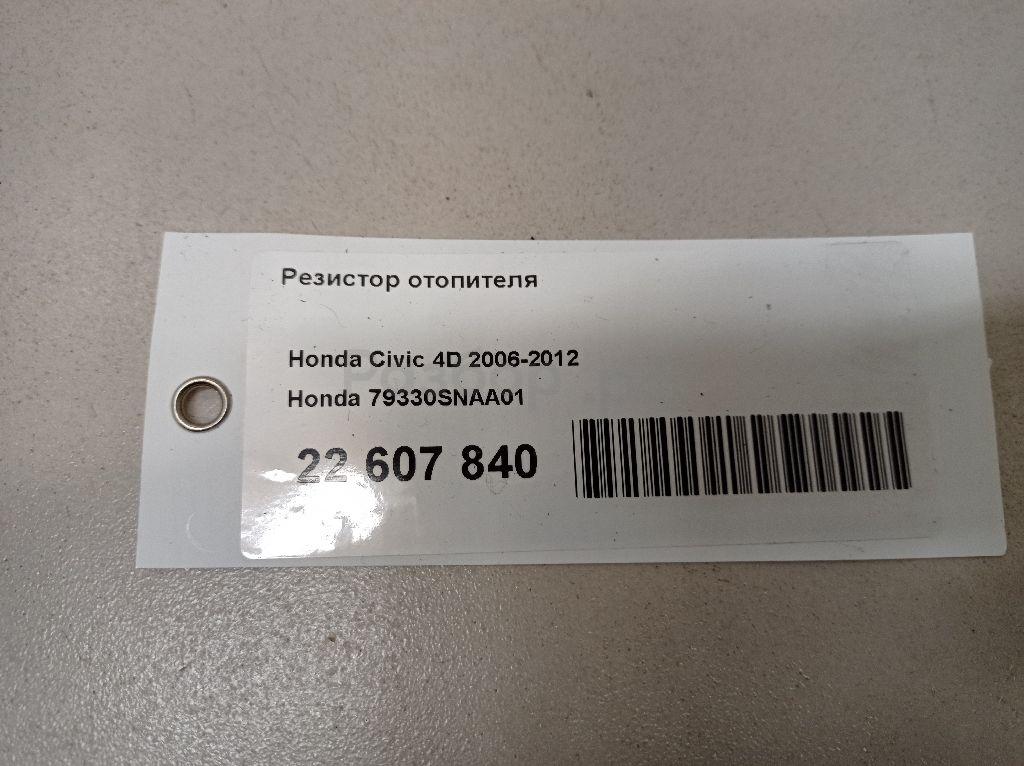 Резистор отопителя
Honda Civic 4D 2006-2012
Honda 79330SNAA01
22 607 840